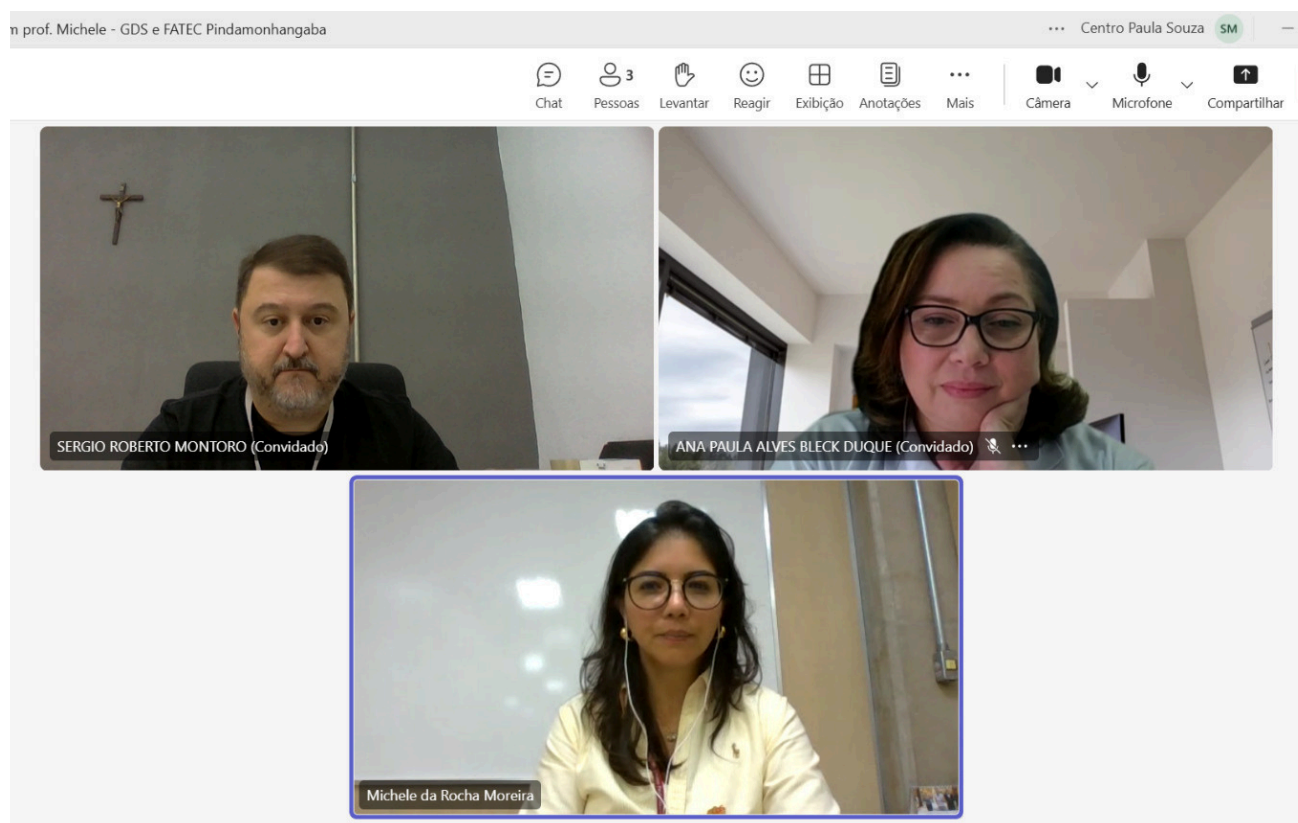 m prof. Michele - GDS e FATEC Pindamonhangaba
Centro Paula Souza SM
3
Chat Pessoas Levantar Reagir Exibição Anotações Mais Câmera Microfone Compartilhar
SERGIO ROBERTO MONTORO (Convidado)
ANA PAULA ALVES BLECK DUQUE (Convidado)
Michele da Rocha Moreira